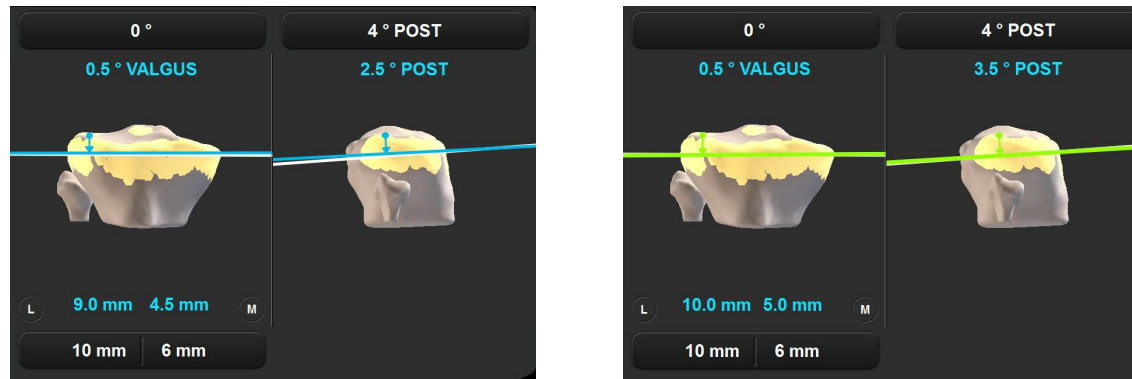 0 ° 4 ° POST
0.5 ° VALGUS 2.5 ° POST
L 9.0 mm 4.5 mm M
10 mm 6 mm
0 ° 4 ° POST
0.5 ° VALGUS 3.5 ° POST
L 10.0 mm 5.0 mm M
10 mm 6 mm